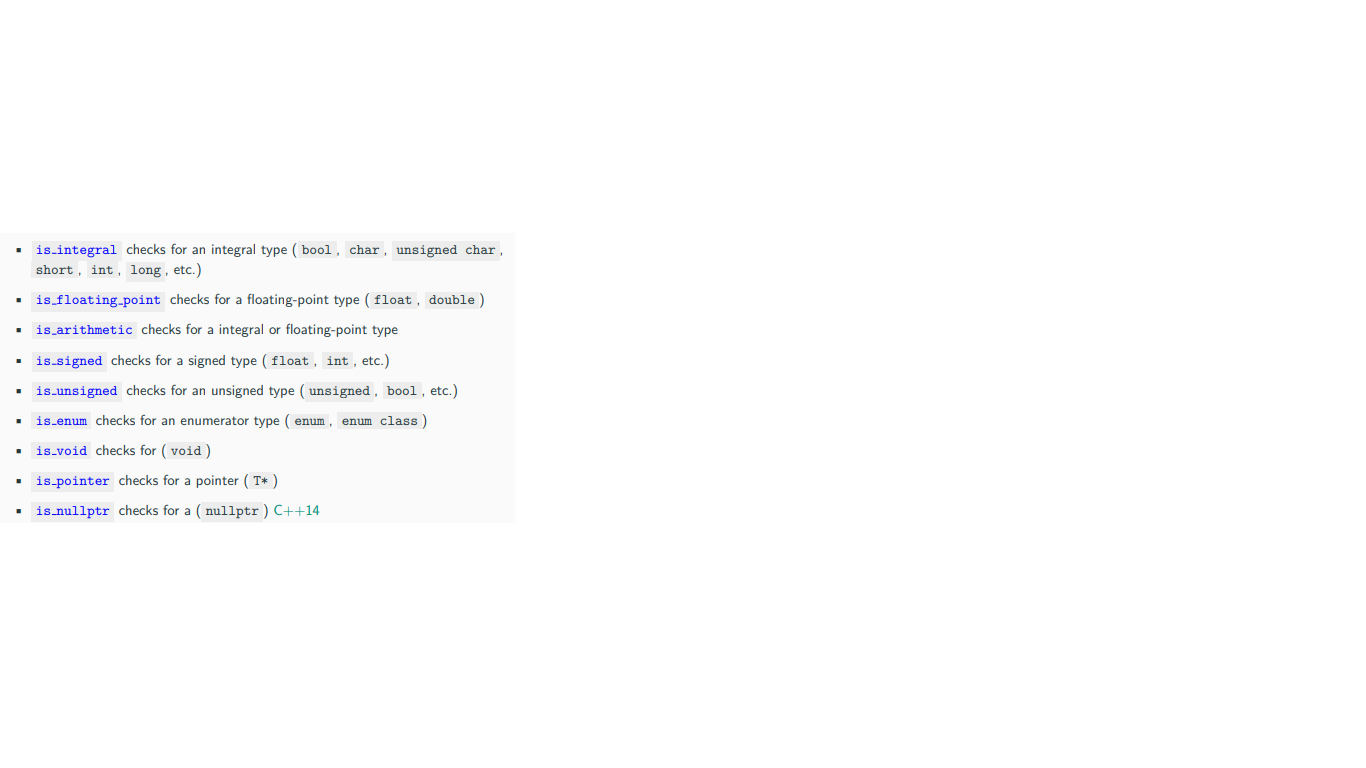 ▪ is_integral checks for an integral type ( bool , char , unsigned char ,
short , int , long , etc.)
▪ is_floating_point checks for a floating-point type ( float , double )
▪ is_arithmetic checks for a integral or floating-point type
▪ is_signed checks for a signed type ( float , int , etc.)
▪ is_unsigned checks for an unsigned type ( unsigned , bool , etc.)
▪ is_enum checks for an enumerator type ( enum , enum class )
▪ is_void checks for ( void )
▪ is_pointer checks for a pointer ( T* )
▪ is_nullptr checks for a ( nullptr ) C++14